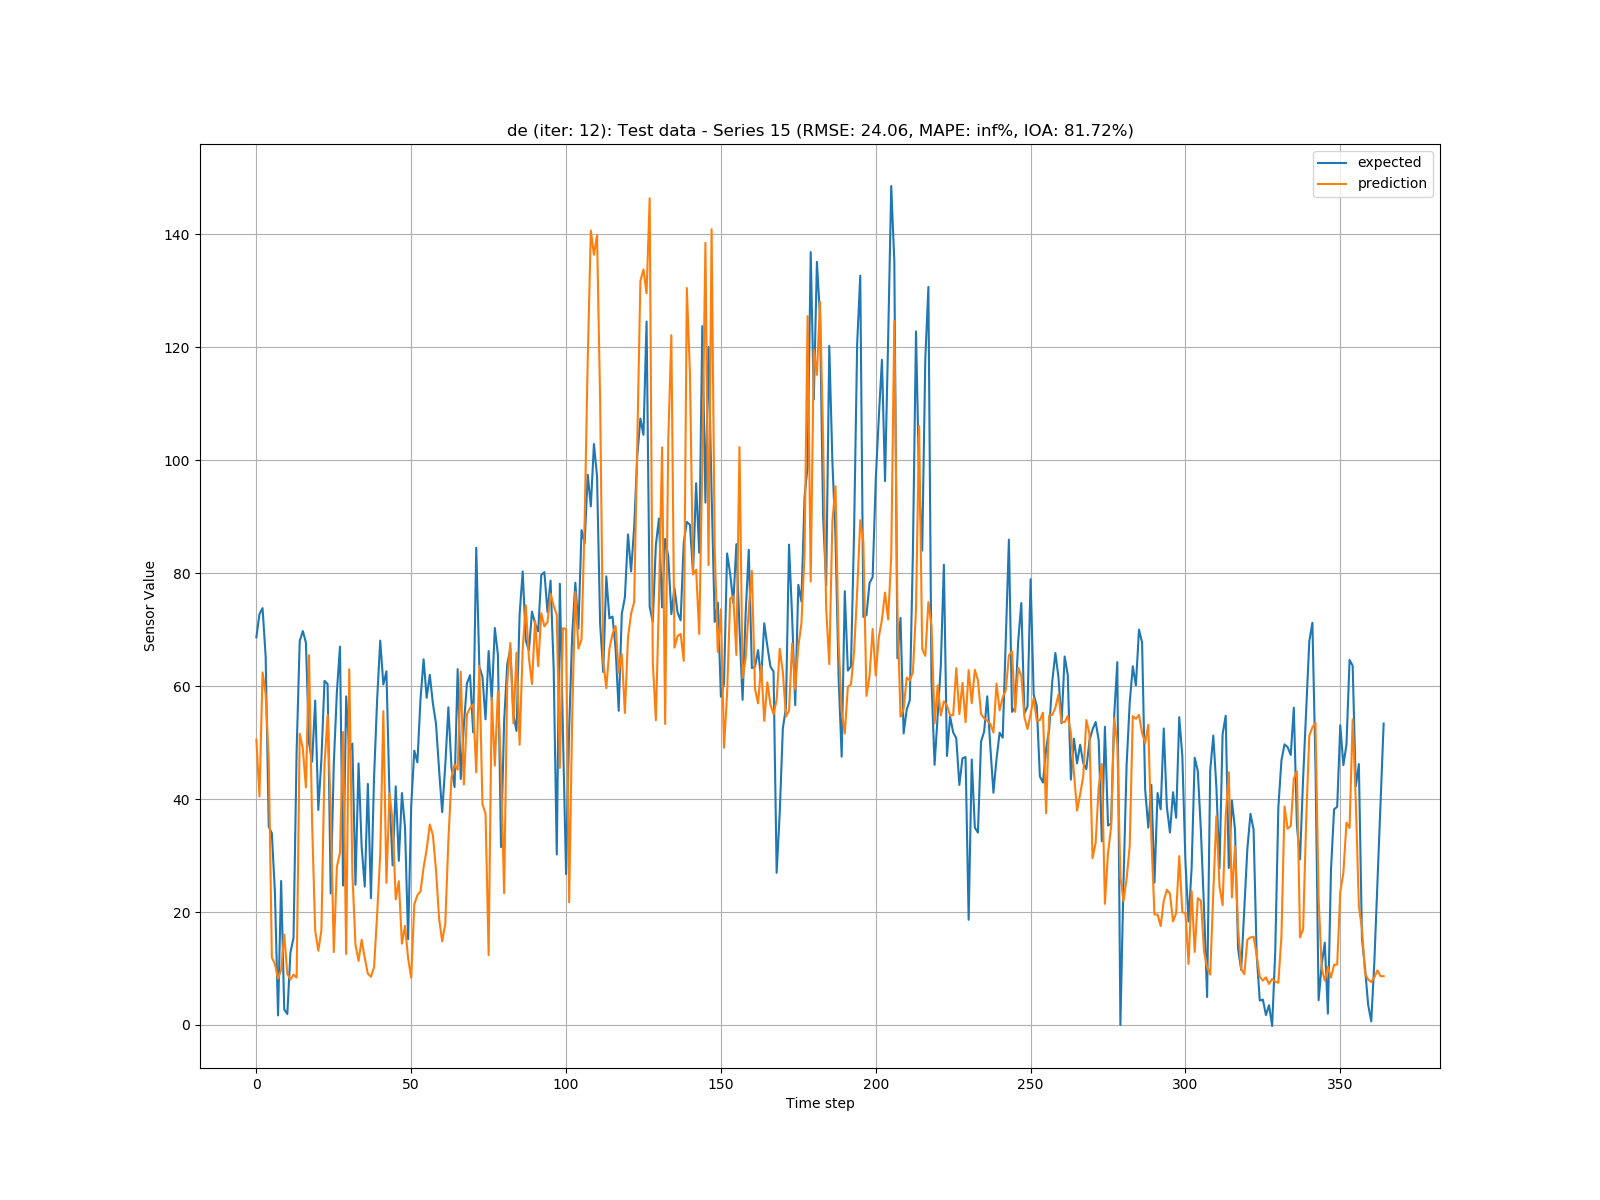 de (iter: 12): Test data - Series 15 (RMSE: 24.06, MAPE: inf%, IOA: 81.72%)
expected
prediction
140
120
100
80
60
40
20
0
Sensor Value
0 50 100 150 200 250 300 350
Time step